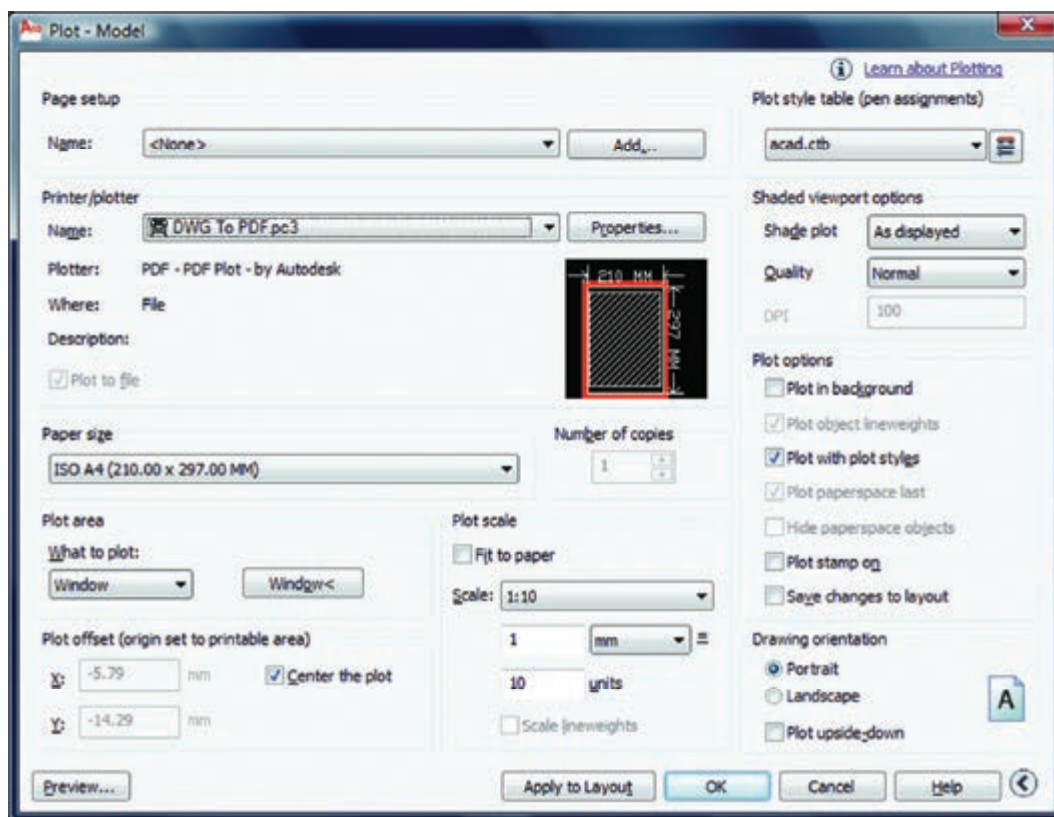 Plot - Model
Learn about Plotting
Page setup
Name: <None> Add...
Plot style table (pen assignments)
acad.ctb
Printer/plotter
Name: DWG To PDF.pc3 Properties...
Plotter: PDF - PDF Plot - by Autodesk
Where: File
Description:
Plot to file
210 MM
297 MM
Shaded viewport options
Shade plot As displayed
Quality Normal
DPI 100
Paper size
ISO A4 (210.00 x 297.00 MM)
Number of copies
1
Plot options
Plot in background
Plot object lineweights
Plot with plot styles
Plot paperspace last
Hide paperspace objects
Plot stamp on
Save changes to layout
Plot area
What to plot:
Window Window<
Plot scale
Fit to paper
Scale: 1:10
1 mm =
10 units
Scale lineweights
Plot offset (origin set to printable area)
X: -5.79 mm Center the plot
Y: -14.29 mm
Drawing orientation
Portrait
Landscape
Plot upside-down
A
Preview... Apply to Layout OK Cancel Help